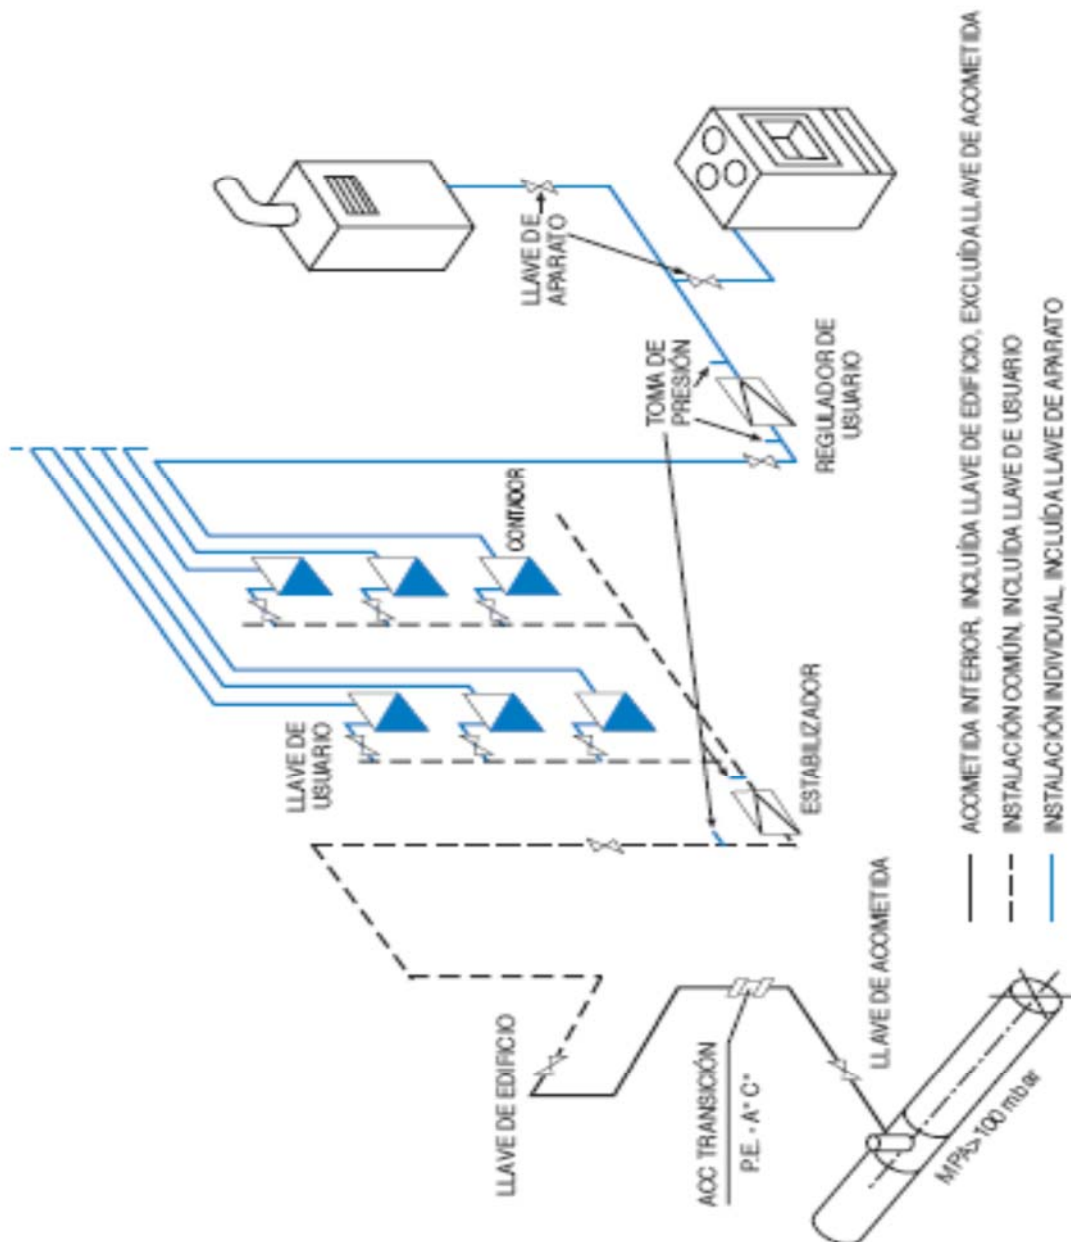 LLAVE DE EDIFICIO
ACC TRANSICIÓN
P.E. - A° C°
LLAVE DE ACOMETIDA
MPA>100 mbar
LLAVE DE
USUARIO
ESTABILIZADOR
CONTADOR
TOMA DE
PRESIÓN
REGULADOR DE
USUARIO
LLAVE DE
APARATO
ACOMETIDA INTERIOR, INCLUÍDA LLAVE DE EDIFICIO, EXCLUÍDA LLAVE DE ACOMETIDA
INSTALACIÓN COMÚN, INCLUÍDA LLAVE DE USUARIO
INSTALACIÓN INDIVIDUAL, INCLUÍDA LLAVE DE APARATO